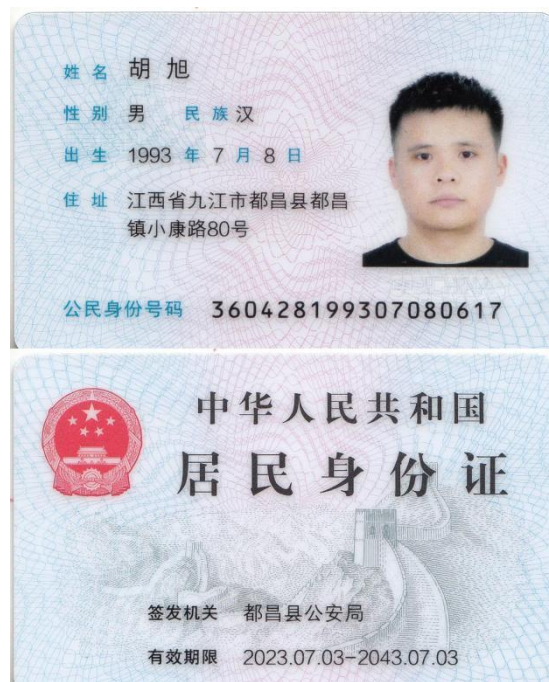 姓名 胡旭
性别 男 民族 汉
出生 1993 年 7 月 8 日
住址 江西省九江市都昌县都昌
镇小康路80号
公民身份号码 360428199307080617
中华人民共和国
居民身份证
签发机关 都昌县公安局
有效期限 2023.07.03-2043.07.03